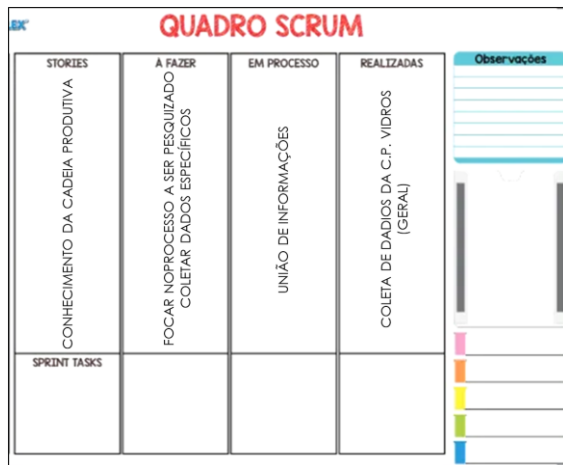 LEX
QUADRO SCRUM
STORIES
A FAZER
EM PROCESSO
REALIZADAS
Observações
CONHECIMENTO DA CADEIA PRODUTIVA
FOCAR NOPROCESSO A SER PESQUIZADO
COLETAR DADOS ESPECÍFICOS
UNIÃO DE INFORMAÇÕES
COLETA DE DADIOS DA C.P. VIDROS
(GERAL)
SPRINT TASKS